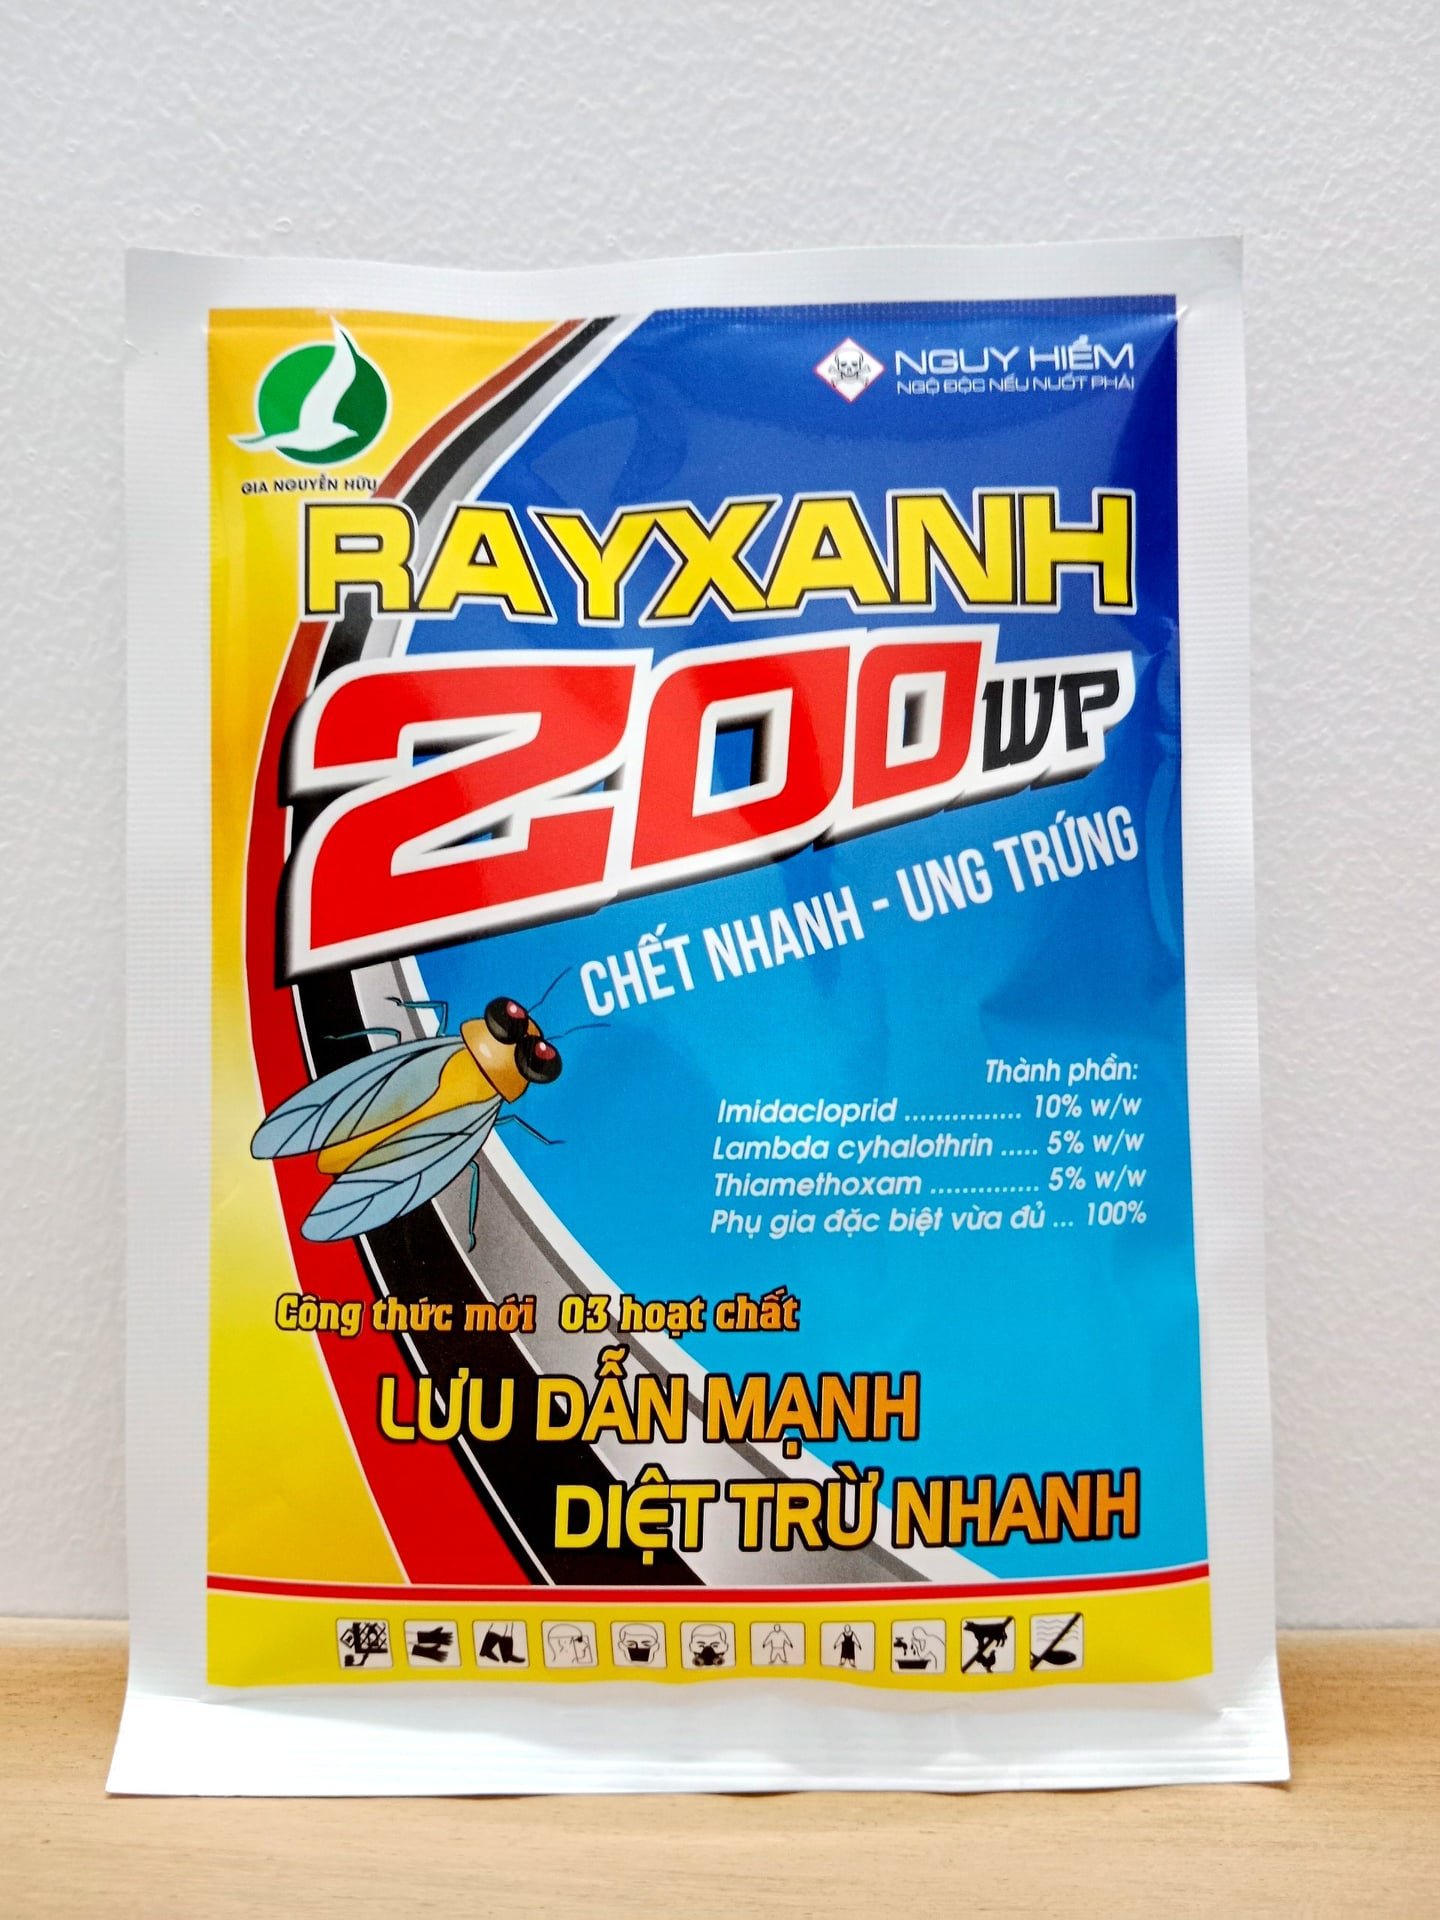 NGUY HIỂM
NGỘ ĐỘC NẾU NUỐT PHẢI
GIA NGUYỄN HỮU
RAYXANH
200WP
CHẾT NHANH - UNG TRỨNG
Thành phần:
Imidacloprid ............... 10% w/w
Lambda cyhalothrin ..... 5% w/w
Thiamethoxam .............. 5% w/w
Phụ gia đặc biệt vừa đủ ... 100%
Công thức mới 03 hoạt chất
LƯU DẪN MẠNH
DIỆT TRỪ NHANH